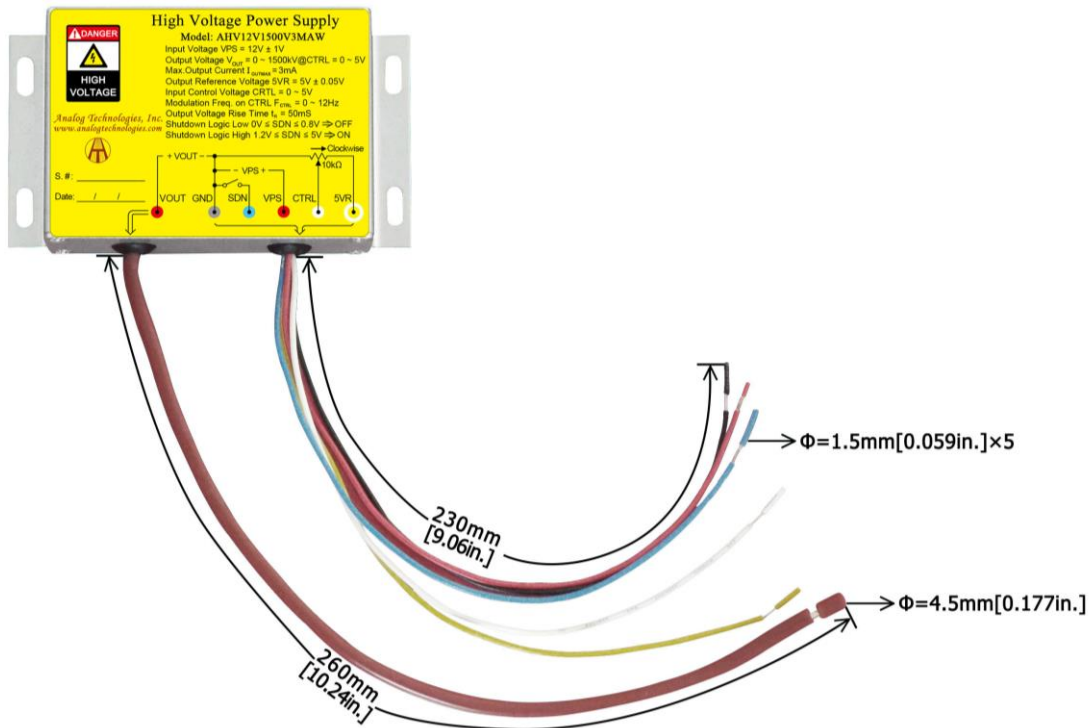 High Voltage Power Supply
Model: AHV12V1500V3MAW
DANGER
HIGH
VOLTAGE
Input Voltage VPS = 12V ± 1V
Output Voltage VOUT = 0 ~ 1500kV@CTRL = 0 ~ 5V
Max.Output Current IOUTMAX = 3mA
Output Reference Voltage 5VR = 5V ± 0.05V
Input Control Voltage CRTL = 0 ~ 5V
Modulation Freq. on CTRL FCTRL = 0 ~ 12Hz
Output Voltage Rise Time tR = 50mS
Shutdown Logic Low 0V ≤ SDN ≤ 0.8V ⇒ OFF
Shutdown Logic High 1.2V ≤ SDN ≤ 5V ⇒ ON
Analog Technologies, Inc.
www.analogtechologies.com
AT
S. #:
Date: / /
Clockwise
+ VOUT −
10kΩ
− VPS +
VOUT GND SDN VPS CTRL 5VR
Φ=1.5mm[0.059in.]×5
230mm
[9.06in.]
Φ=4.5mm[0.177in.]
260mm
[10.24in.]